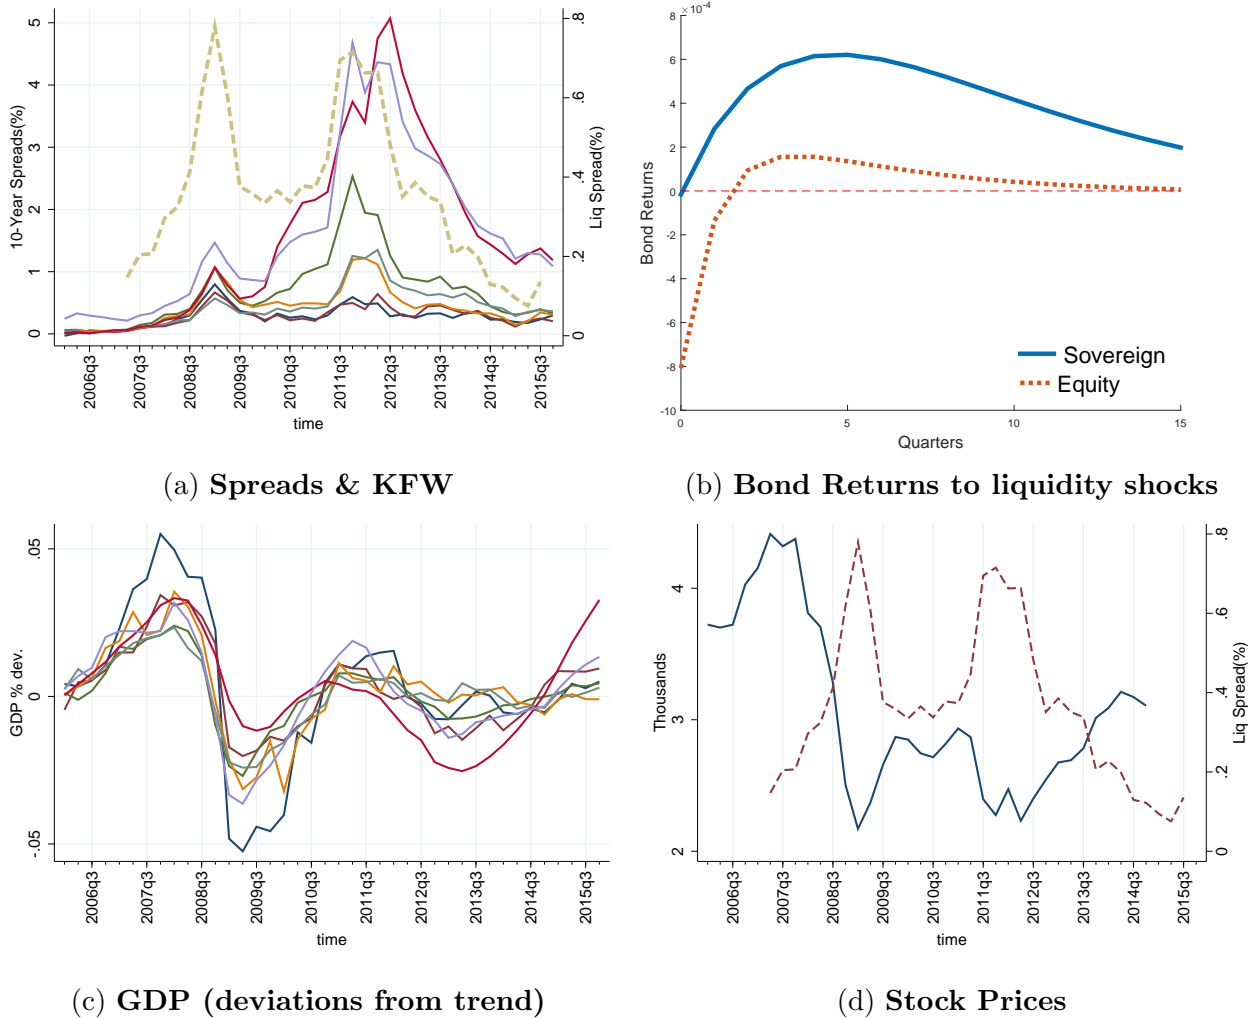 10-Year Spreads(%)
5
4
3
2
1
0
.8
.6
.4
.2
0
Liq Spread(%)
2006q3
2007q3
2008q3
2009q3
2010q3
2011q3
2012q3
2013q3
2014q3
2015q3
time
(a) Spreads & KFW
×10⁻⁴
8
6
4
2
0
-2
-4
-6
-8
-10
Bond Returns
Sovereign
Equity
0
5
10
15
Quarters
(b) Bond Returns to liquidity shocks
GDP % dev.
.05
0
-.05
2006q3
2007q3
2008q3
2009q3
2010q3
2011q3
2012q3
2013q3
2014q3
2015q3
time
(c) GDP (deviations from trend)
Thousands
4
3
2
.8
.6
.4
.2
0
Liq Spread(%)
2006q3
2007q3
2008q3
2009q3
2010q3
2011q3
2012q3
2013q3
2014q3
2015q3
time
(d) Stock Prices